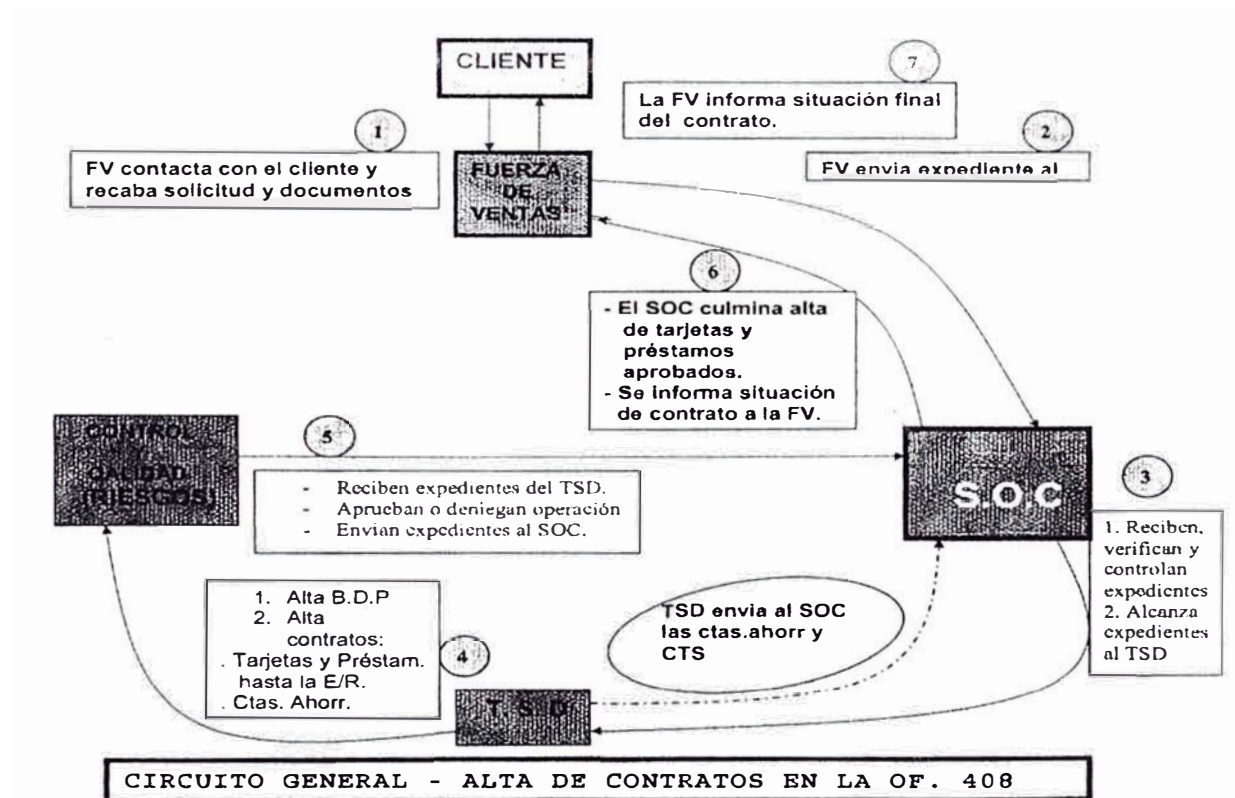 CLIENTE
7
La FV informa situación final
del contrato.
1
2
FV contacta con el cliente y
recaba solicitud y documentos
FUERZA
DE
VENTAS
FV envia expediente al
6
- El SOC culmina alta
de tarjetas y
préstamos
aprobados.
- Se informa situación
de contrato a la FV.
CONTROL
Y
CALIDAD
(RIESGOS)
5
- Reciben expedientes del TSD.
- Aprueban o deniegan operación
- Envian expedientes al SOC.
S.O.C
3
1. Reciben,
verifican y
controlan
expedientes
2. Alcanza
expedientes
al TSD
1. Alta B.D.P
2. Alta
contratos:
. Tarjetas y Préstam.
hasta la E/R.
. Ctas. Ahorr.
4
TSD envia al SOC
las ctas.ahorr y
CTS
T.S.D
CIRCUITO GENERAL - ALTA DE CONTRATOS EN LA OF. 408